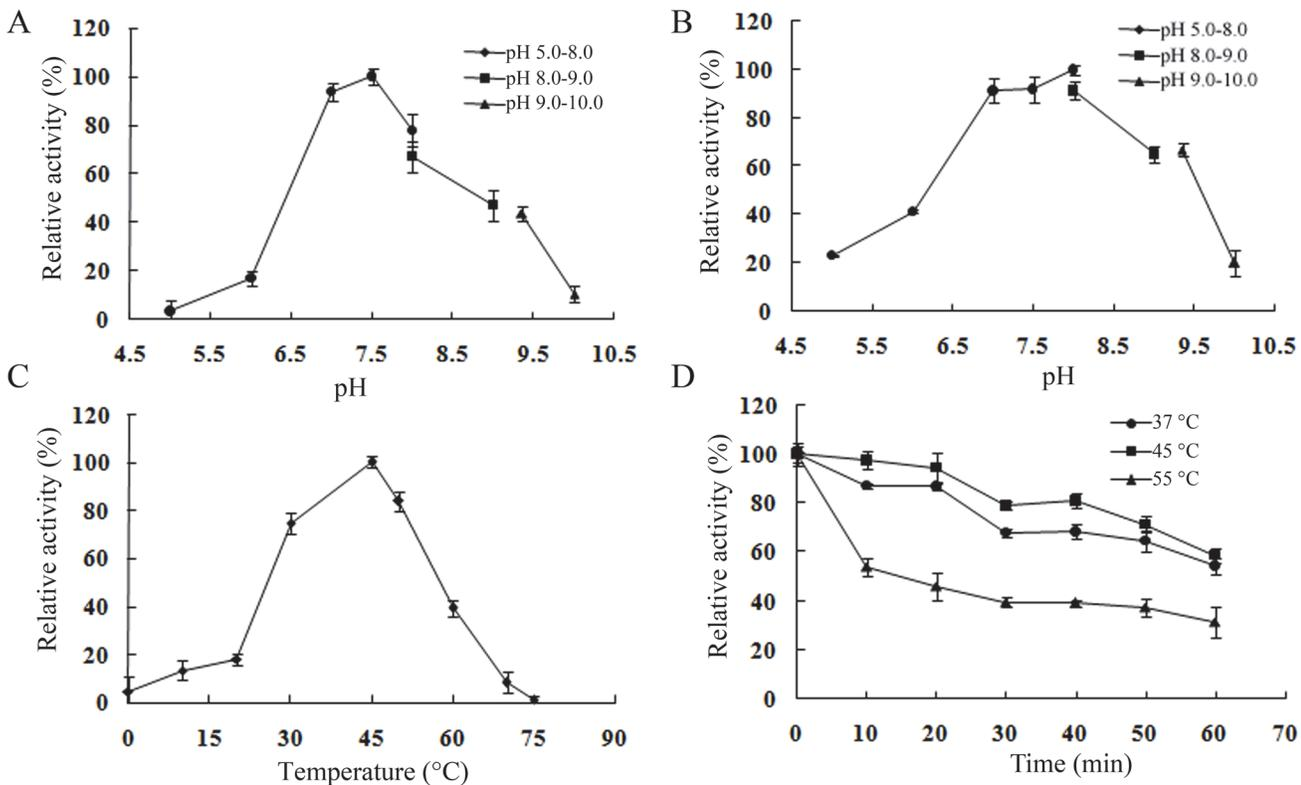 A
Relative activity (%)
120
100
80
60
40
20
0
4.5 5.5 6.5 7.5 8.5 9.5 10.5
pH
pH 5.0-8.0
pH 8.0-9.0
pH 9.0-10.0
B
Relative activity (%)
120
100
80
60
40
20
0
4.5 5.5 6.5 7.5 8.5 9.5 10.5
pH
pH 5.0-8.0
pH 8.0-9.0
pH 9.0-10.0
C
Relative activity (%)
120
100
80
60
40
20
0
0 15 30 45 60 75 90
Temperature (°C)
D
Relative activity (%)
120
100
80
60
40
20
0
0 10 20 30 40 50 60 70
Time (min)
37 °C
45 °C
55 °C